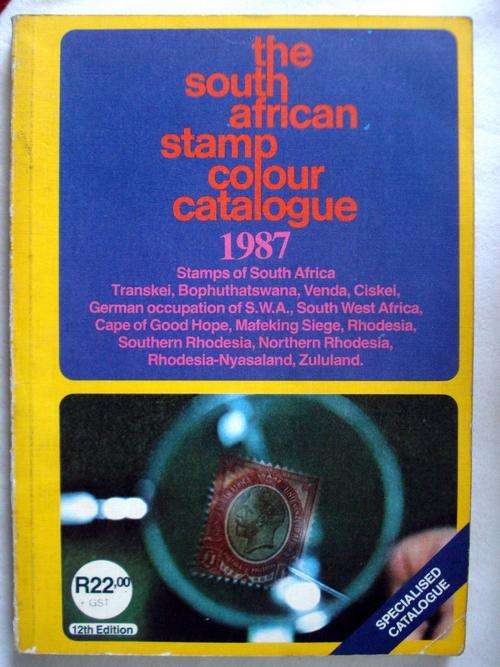 the
south
african
stamp
colour
catalogue
1987
Stamps of South Africa
Transkei, Bophuthatswana, Venda, Ciskei,
German occupation of S.W.A., South West Africa,
Cape of Good Hope, Mafeking Siege, Rhodesia,
Southern Rhodesia, Northern Rhodesia,
Rhodesia-Nyasaland, Zululand.
R22,00
+ GST
12th Edition
SPECIALISED
CATALOGUE